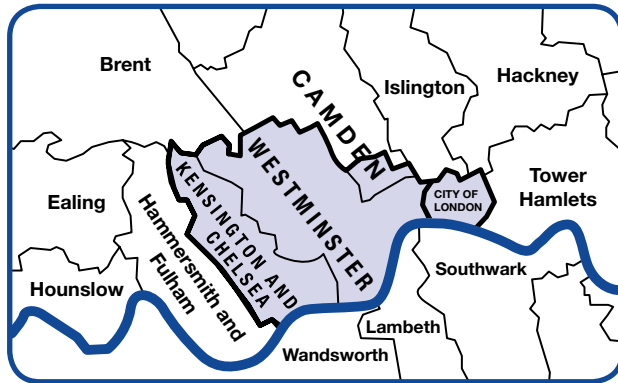 Brent
CAMDEN
Islington
Hackney
WESTMINSTER
KENSINGTON AND
CHELSEA
CITY OF
LONDON
Tower
Hamlets
Ealing
Hammersmith and
Fulham
Hounslow
Southwark
Lambeth
Wandsworth